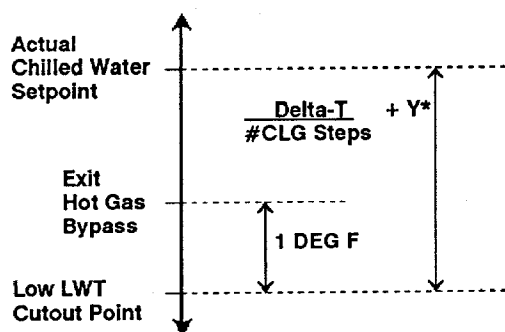 Actual
Chilled Water
Setpoint
Delta-T + Y*
#CLG Steps
Exit
Hot Gas
Bypass
1 DEG F
Low LWT
Cutout Point